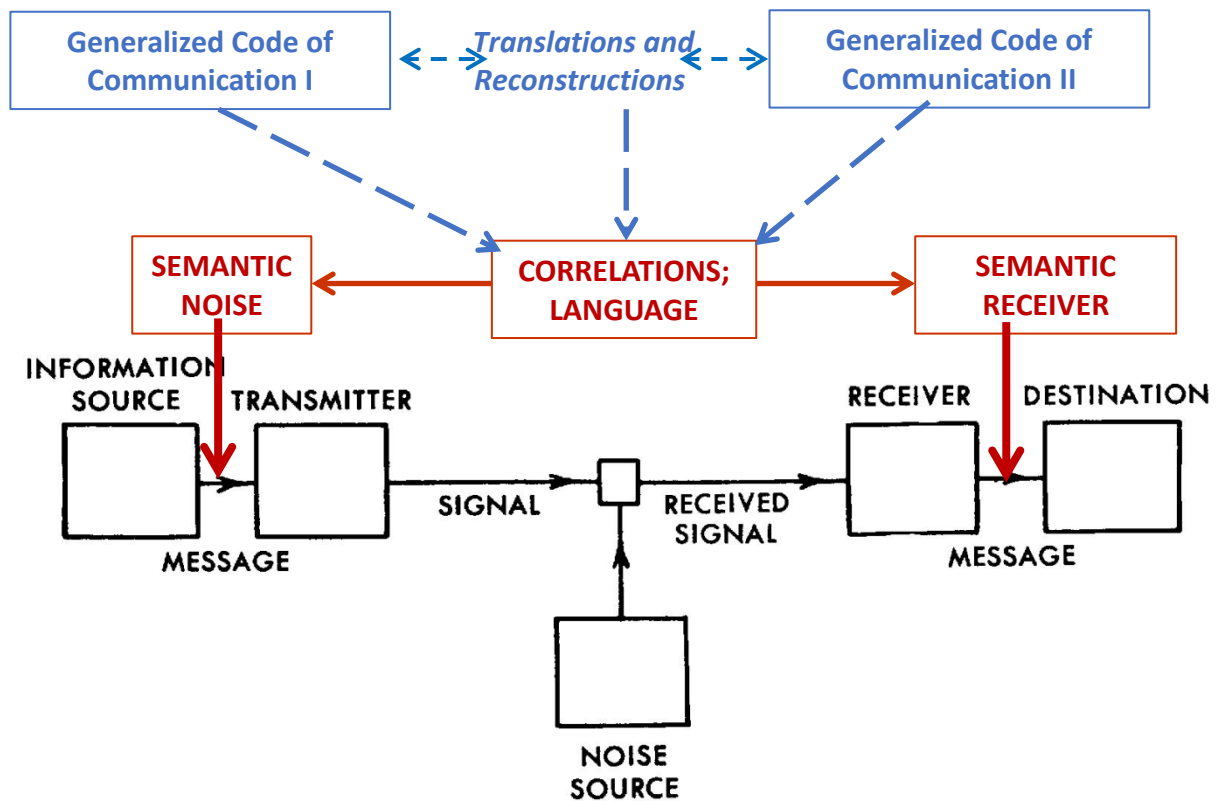 Generalized Code of
Communication I
Translations and
Reconstructions
Generalized Code of
Communication II
SEMANTIC
NOISE
CORRELATIONS;
LANGUAGE
SEMANTIC
RECEIVER
INFORMATION
SOURCE
TRANSMITTER
RECEIVER
DESTINATION
SIGNAL
RECEIVED
SIGNAL
MESSAGE
MESSAGE
NOISE
SOURCE